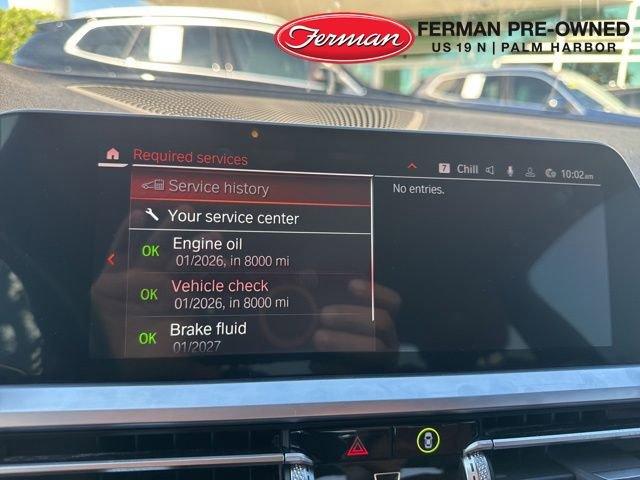 Ferman
FERMAN PRE-OWNED
US 19 N | PALM HARBOR
Required services
7 Chill 10:02am
Service history
No entries.
Your service center
OK Engine oil
01/2026, in 8000 mi
OK Vehicle check
01/2026, in 8000 mi
OK Brake fluid
01/2027